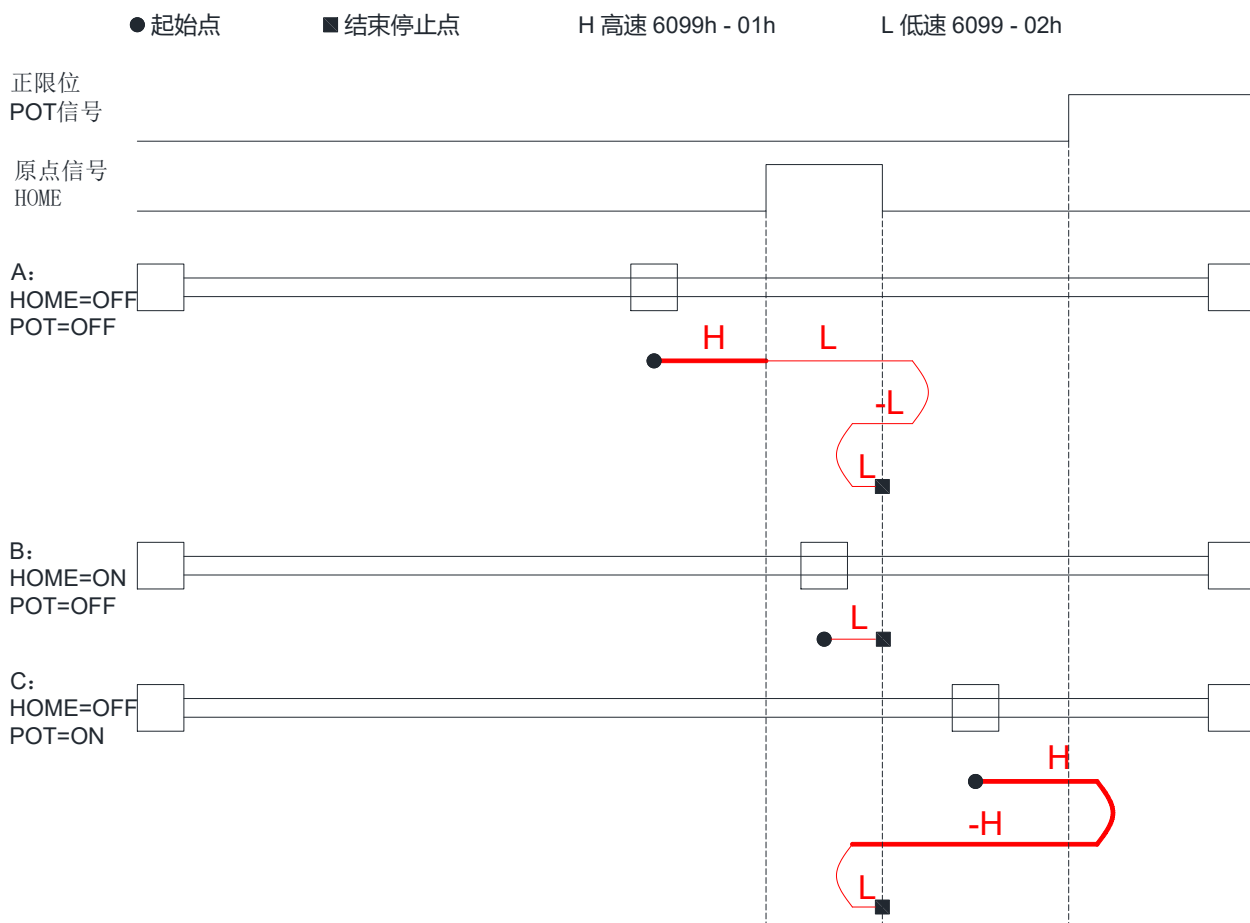 起始点
结束停止点
H 高速 6099h - 01h
L 低速 6099 - 02h
正限位
POT信号
原点信号
HOME
A:
HOME=OFF
POT=OFF
H
L
-L
L
B:
HOME=ON
POT=OFF
L
C:
HOME=OFF
POT=ON
H
-H
L